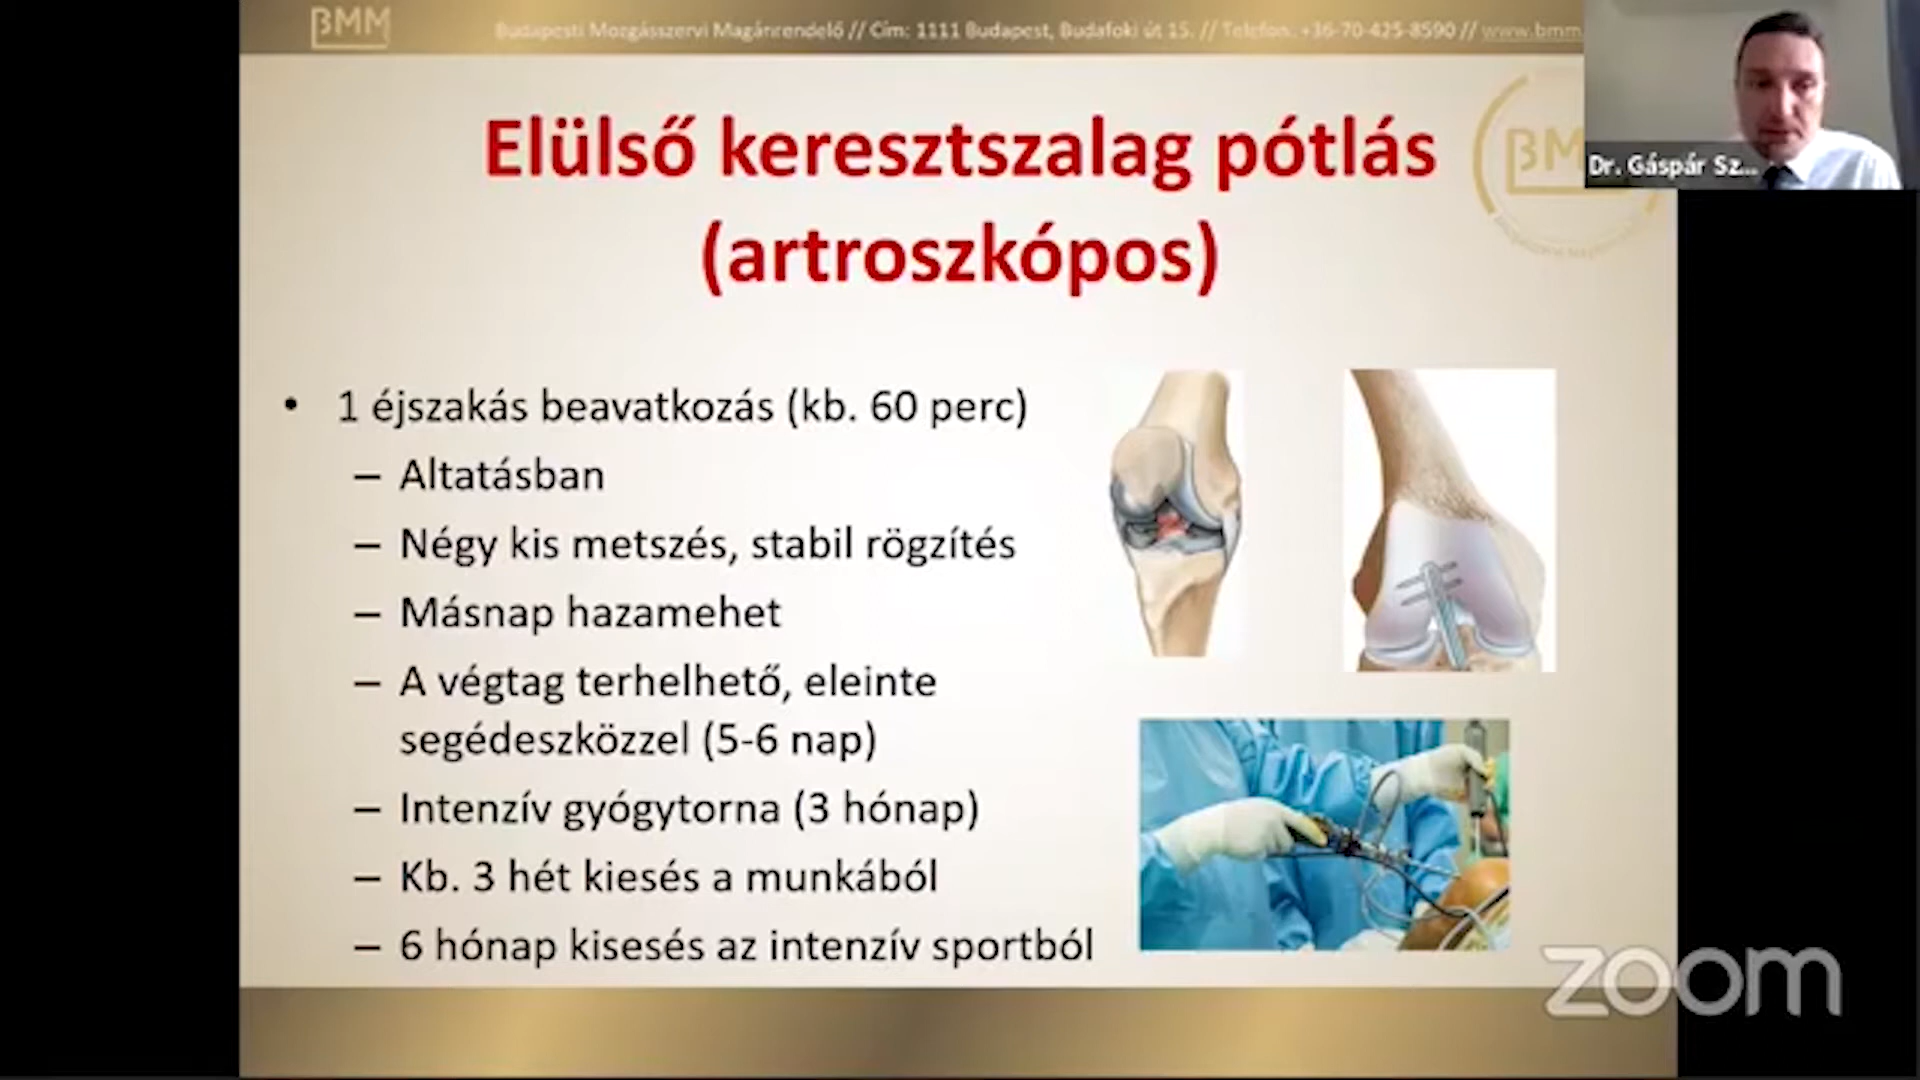 BMM
Budapesti Mozgásszervi Magánrendelő // Cím: 1111 Budapest, Budafoki út 15. // Telefon: +36-70-425-8590 // www.bmm
Elülső keresztszalag pótlás
(artroszkópos)
BM
Dr. Gáspár Sz...
• 1 éjszakás beavatkozás (kb. 60 perc)
– Altatásban
– Négy kis metszés, stabil rögzítés
– Másnap hazamehet
– A végtag terhelhető, eleinte
segédeszközzel (5-6 nap)
– Intenzív gyógytorna (3 hónap)
– Kb. 3 hét kiesés a munkából
– 6 hónap kisesés az intenzív sportból
zoom